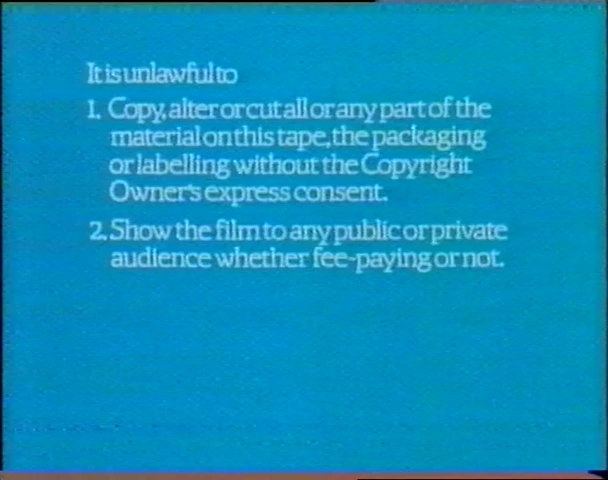 It is unlawful to
1. Copy, alter or cut all or any part of the
material on this tape, the packaging
or labelling without the Copyright
Owner's express consent.
2. Show the film to any public or private
audience whether fee-paying or not.